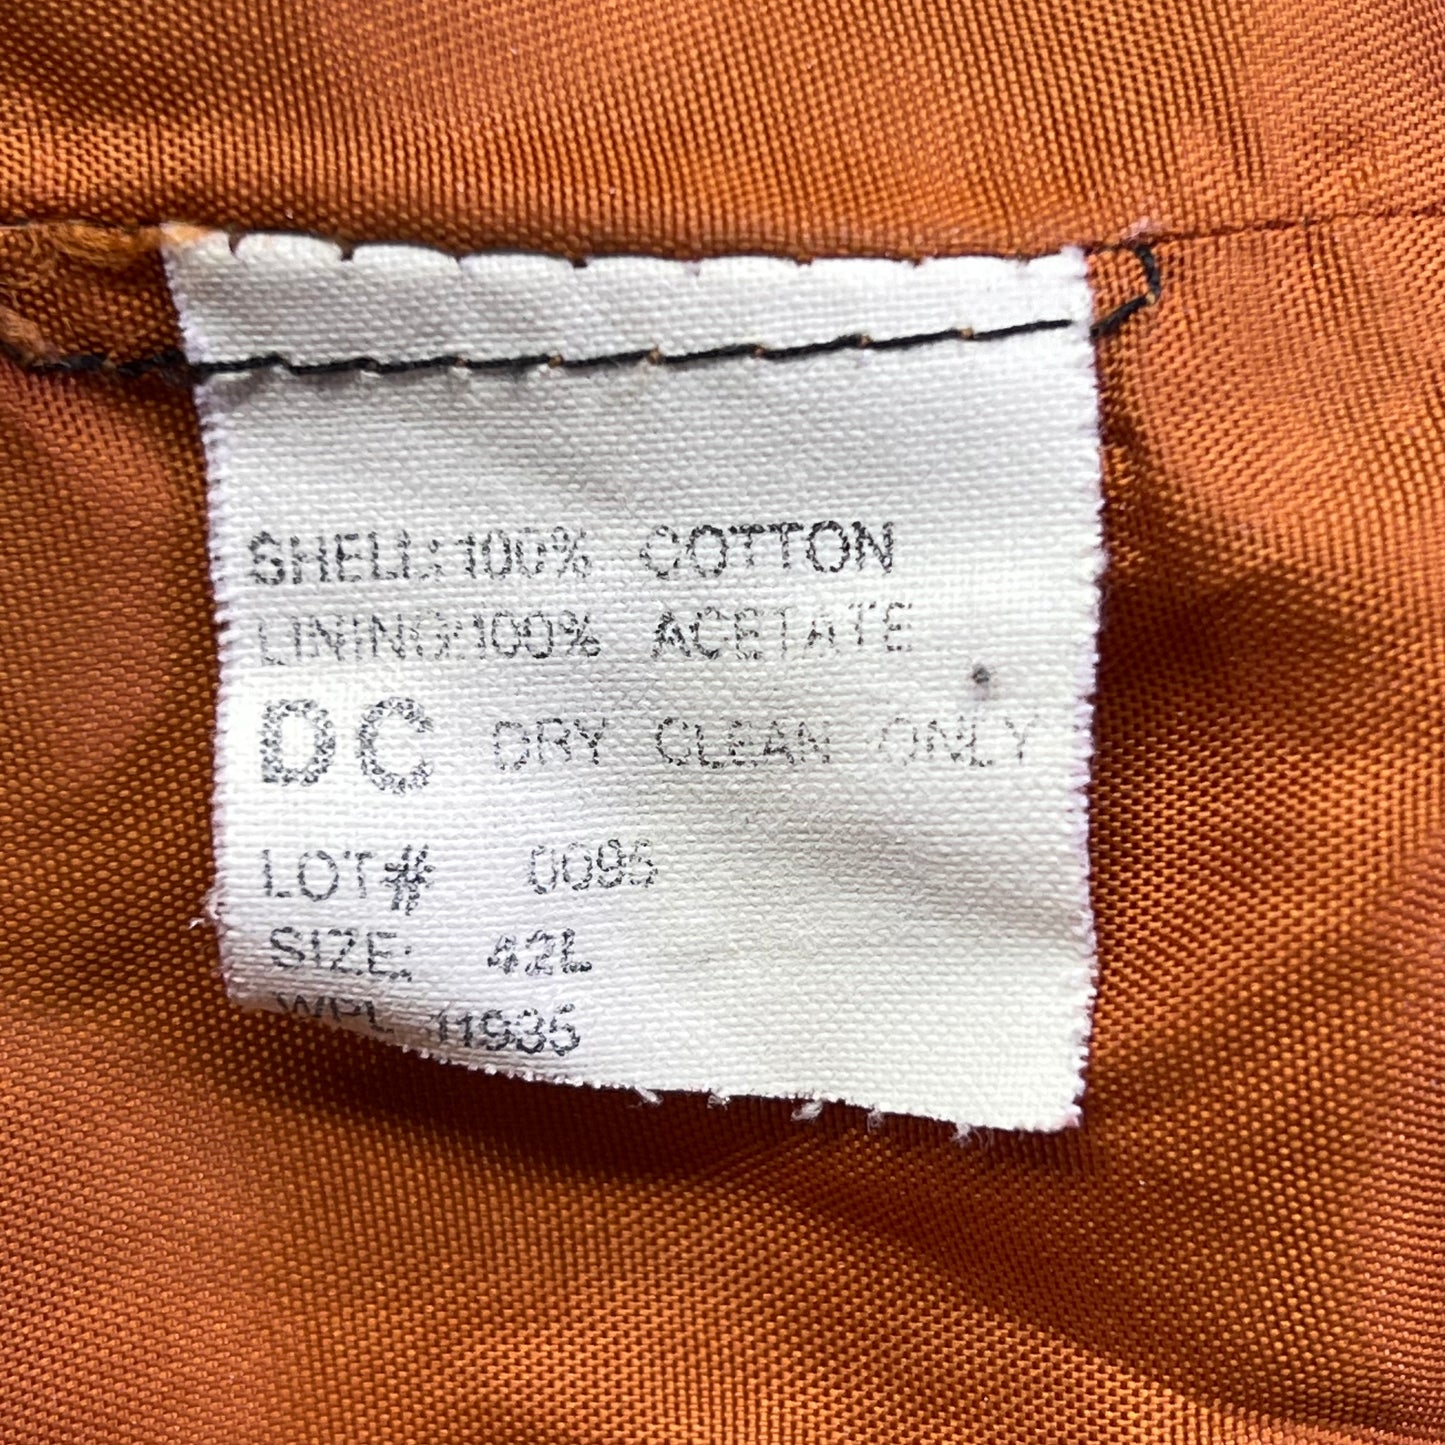 SHELL: 100% COTTON
LINING:100% ACETATE
DC DRY CLEAN ONLY
LOT# 0095
SIZE: 42L
WPL 11935